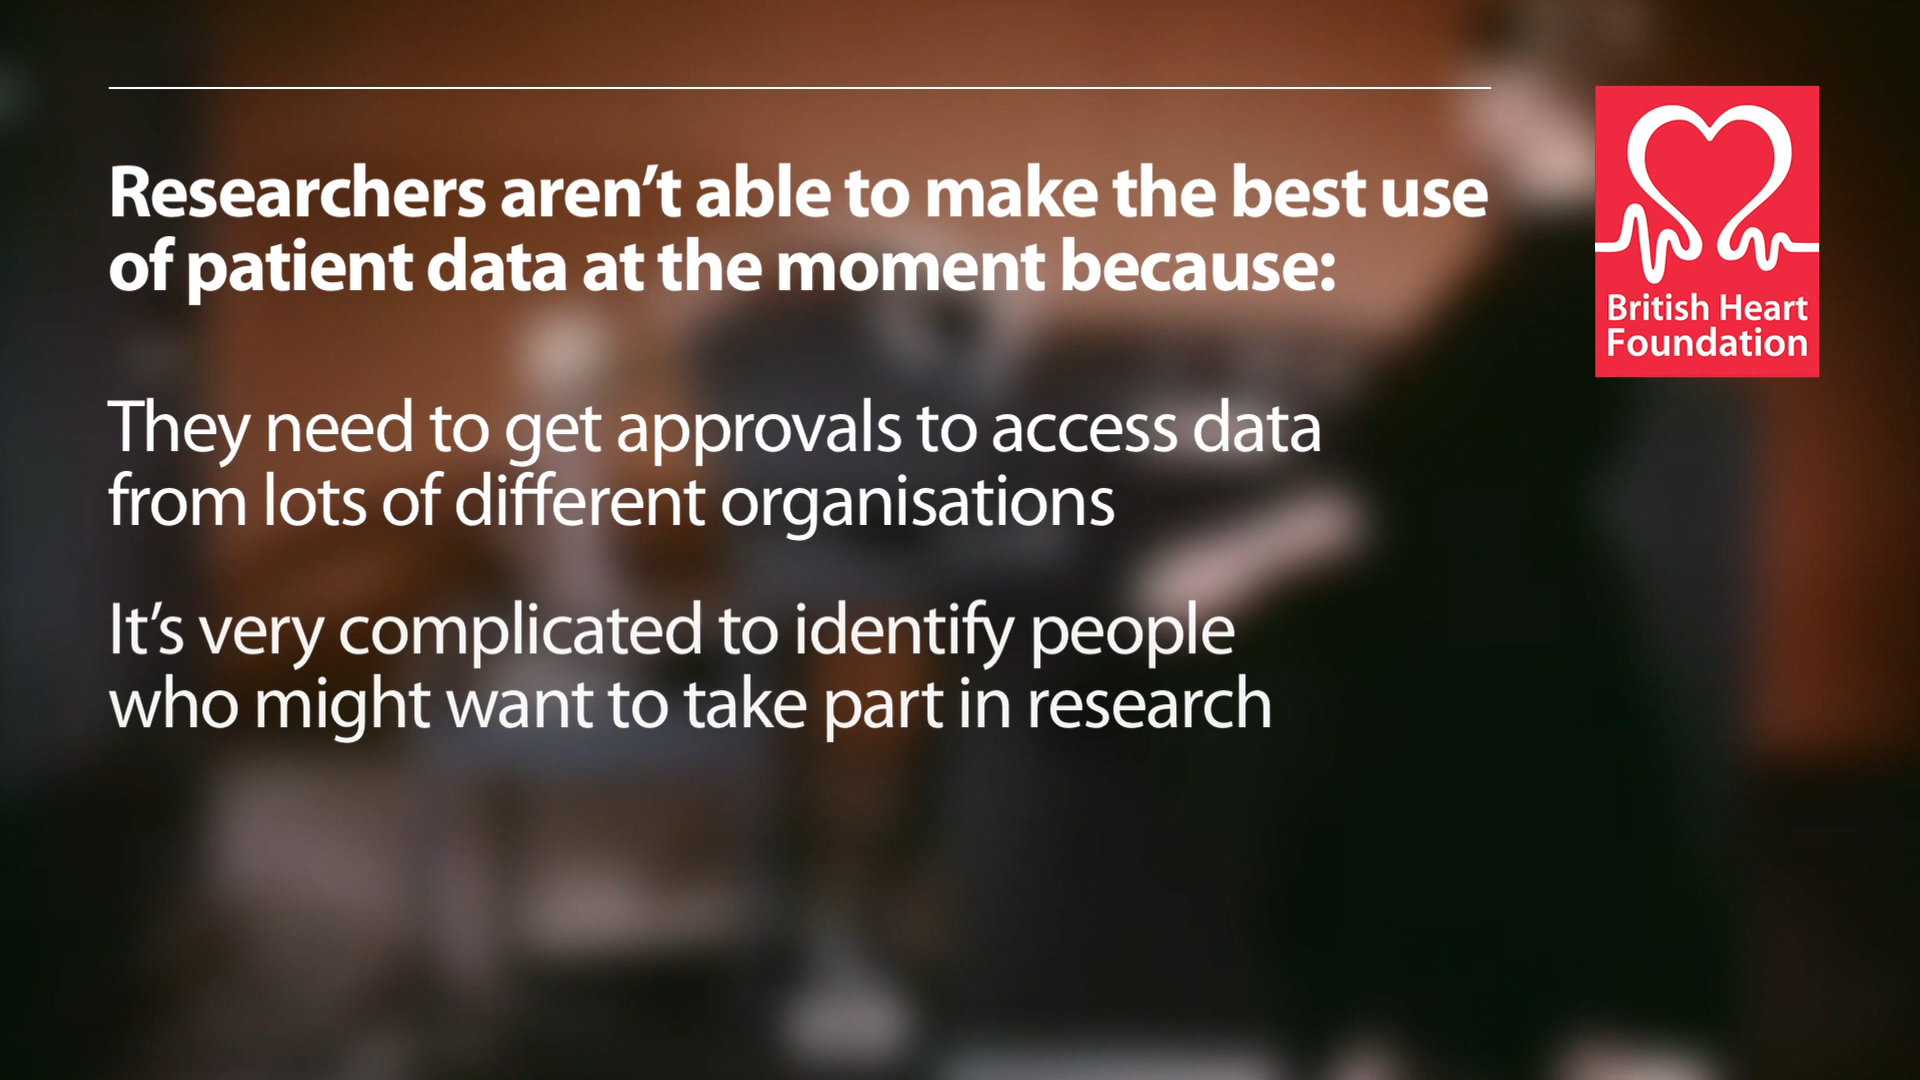 Researchers aren’t able to make the best use
of patient data at the moment because:
British Heart
Foundation
They need to get approvals to access data
from lots of different organisations
It’s very complicated to identify people
who might want to take part in research